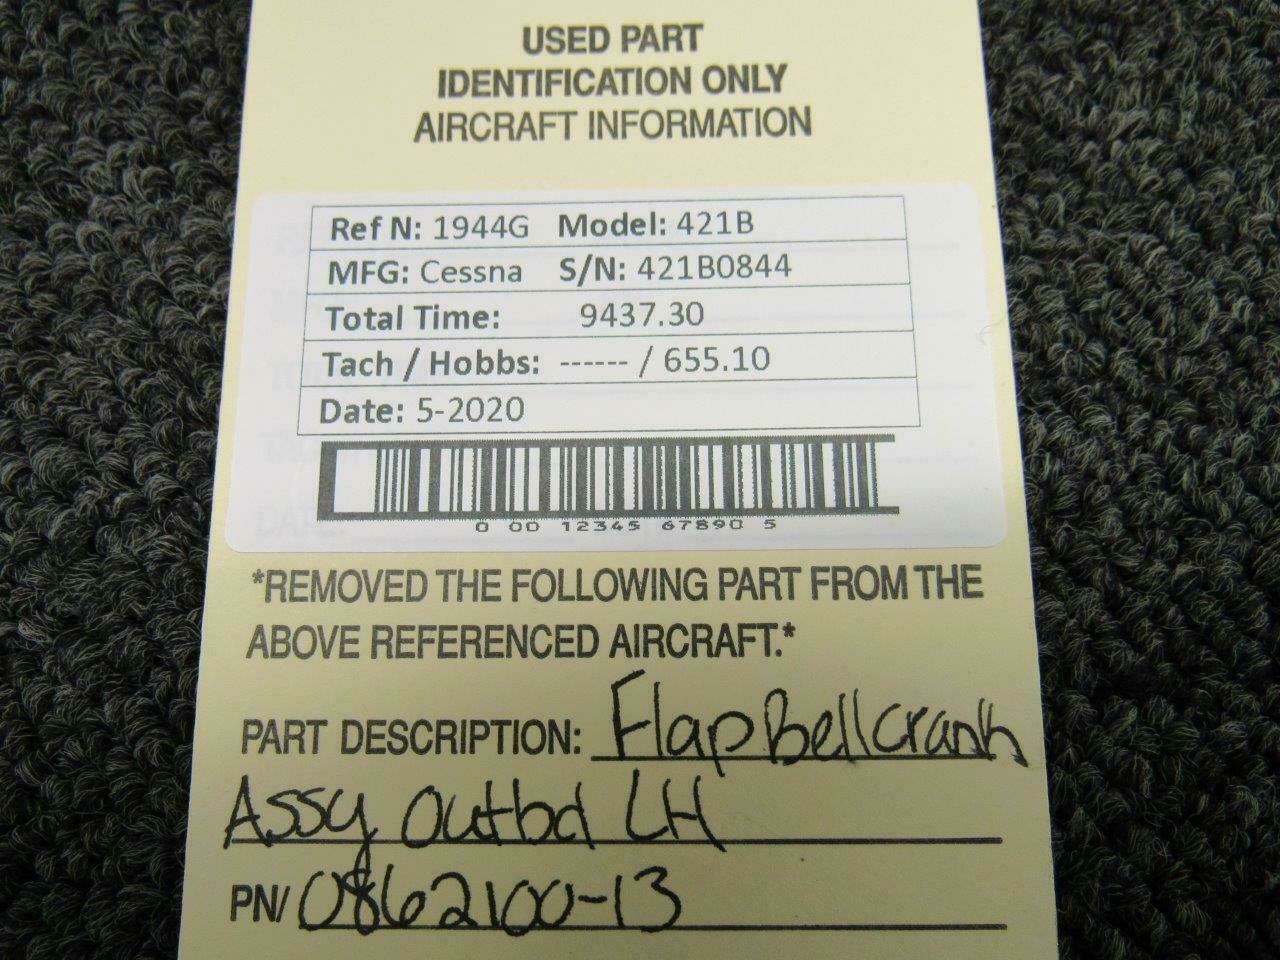 USED PART
IDENTIFICATION ONLY
AIRCRAFT INFORMATION
Ref N: 1944G Model: 421B
MFG: Cessna S/N: 421B0844
Total Time: 9437.30
Tach / Hobbs: ------ / 655.10
Date: 5-2020
0 00 12345 67890 5
*REMOVED THE FOLLOWING PART FROM THE
ABOVE REFERENCED AIRCRAFT.*
PART DESCRIPTION: Flap Bellcrank
Assy Outbd LH
PN/ 0862100-13